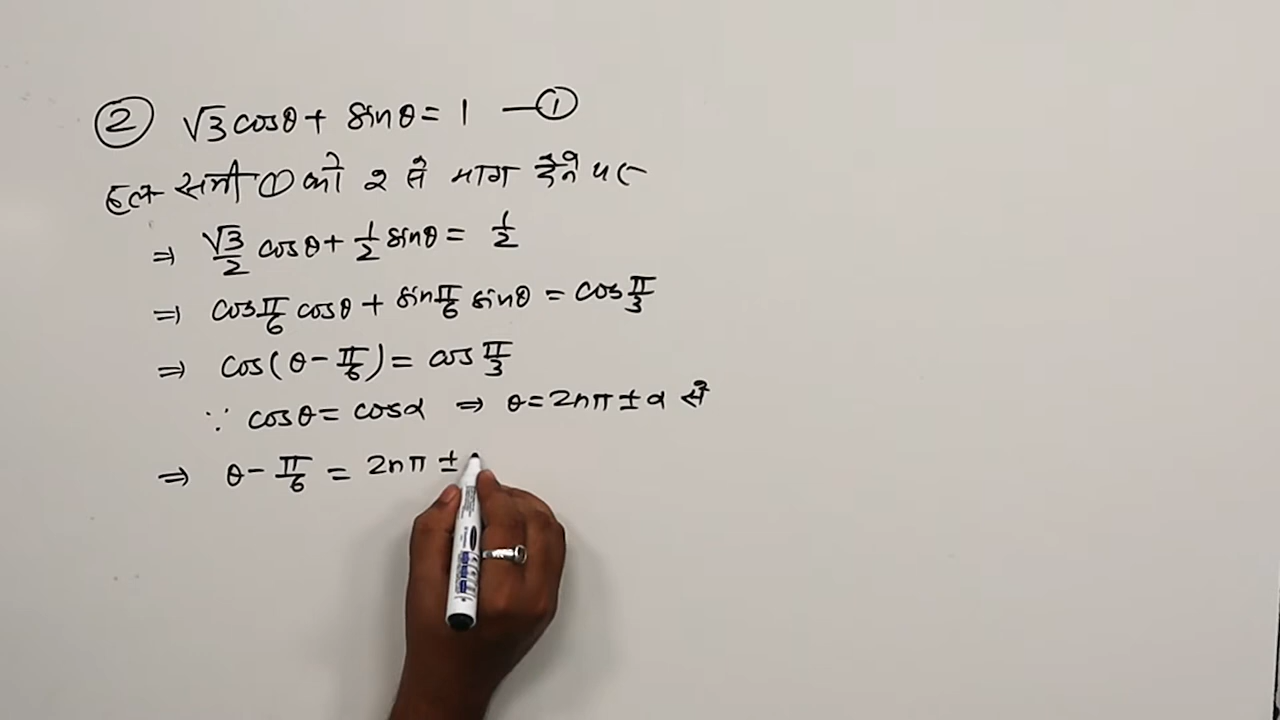 ② √3 cosθ + sinθ = 1 —①
हल समी ① को 2 से भाग देने पर
⇒ √3/2 cosθ + 1/2 sinθ = 1/2
⇒ cos π/6 cosθ + sin π/6 sinθ = cos π/3
⇒ cos(θ - π/6) = cos π/3
∵ cosθ = cosα ⇒ θ = 2nπ ± α से
⇒ θ - π/6 = 2nπ ±